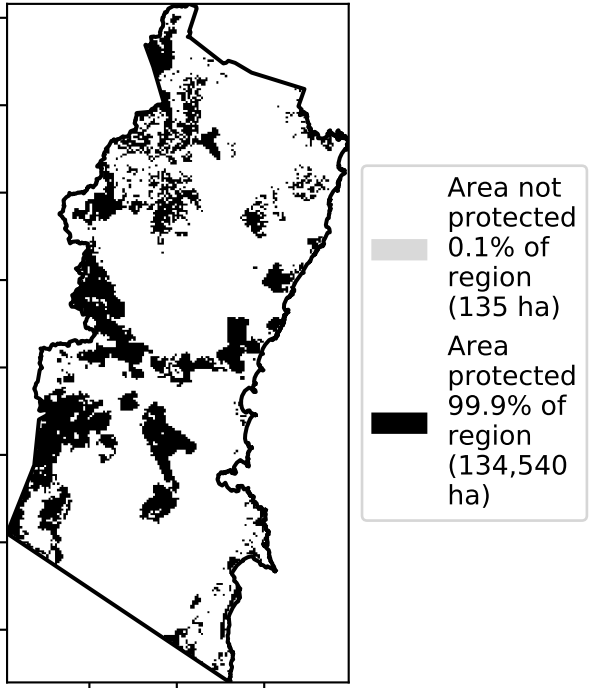 Area not
protected
0.1% of
region
(135 ha)
Area
protected
99.9% of
region
(134,540
ha)